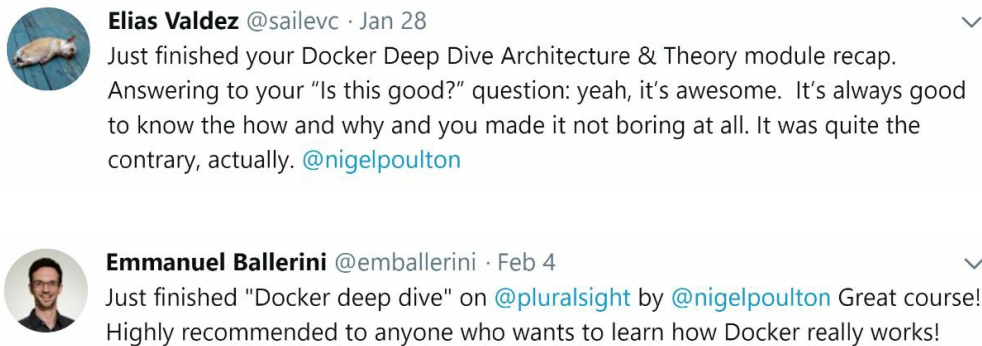 Elias Valdez @sailevc · Jan 28
Just finished your Docker Deep Dive Architecture & Theory module recap.
Answering to your “Is this good?” question: yeah, it’s awesome.  It’s always good
to know the how and why and you made it not boring at all. It was quite the
contrary, actually. @nigelpoulton
Emmanuel Ballerini @emballerini · Feb 4
Just finished "Docker deep dive" on @pluralsight by @nigelpoulton Great course!
Highly recommended to anyone who wants to learn how Docker really works!